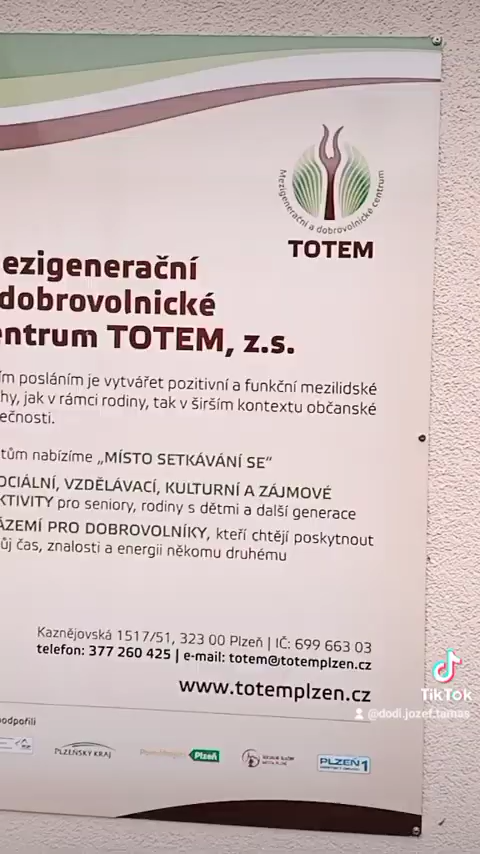 Mezigenerační a dobrovolnické centrum
TOTEM
ezigenerační
dobrovolnické
entrum TOTEM, z.s.
ím posláním je vytvářet pozitivní a funkční mezilidské
hy, jak v rámci rodiny, tak v širším kontextu občanské
ečnosti.
tům nabízíme „MÍSTO SETKÁVÁNÍ SE“
OCIÁLNÍ, VZDĚLÁVACÍ, KULTURNÍ A ZÁJMOVÉ
KTIVITY pro seniory, rodiny s dětmi a další generace
ÁZEMÍ PRO DOBROVOLNÍKY, kteří chtějí poskytnout
ůj čas, znalosti a energii někomu druhému
Kaznějovská 1517/51, 323 00 Plzeň | IČ: 699 663 03
telefon: 377 260 425 | e-mail: totem@totemplzen.cz
www.totemplzen.cz
podpořili
PLZEŇSKÝ KRAJ
Plzeň
PLZEŇ 1
TikTok
@dodi.jozef.tamas